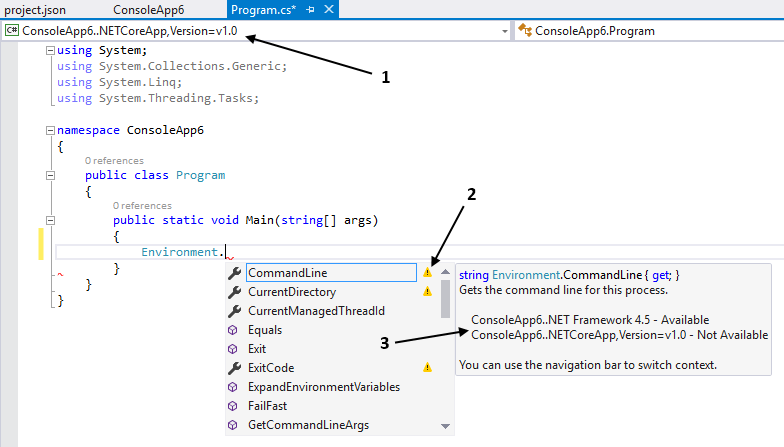 project.json ConsoleApp6 Program.cs*
C# ConsoleApp6..NETCoreApp,Version=v1.0 ConsoleApp6.Program
using System;
using System.Collections.Generic;
1
using System.Linq;
using System.Threading.Tasks;
namespace ConsoleApp6
{
0 references
public class Program
{
0 references
2
public static void Main(string[] args)
{
Environment.
}
}
}
CommandLine
CurrentDirectory
CurrentManagedThreadId
Equals
Exit
ExitCode
ExpandEnvironmentVariables
FailFast
GetCommandLineArgs
string Environment.CommandLine { get; }
Gets the command line for this process.
ConsoleApp6..NET Framework 4.5 - Available
3
ConsoleApp6..NETCoreApp,Version=v1.0 - Not Available
You can use the navigation bar to switch context.